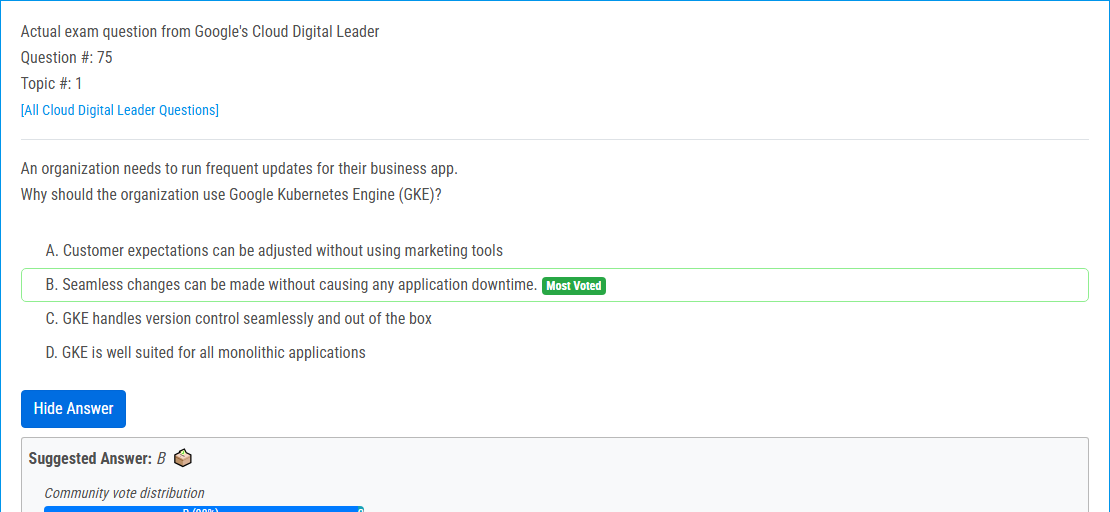 Actual exam question from Google's Cloud Digital Leader
Question #: 75
Topic #: 1
[All Cloud Digital Leader Questions]
An organization needs to run frequent updates for their business app.
Why should the organization use Google Kubernetes Engine (GKE)?
A. Customer expectations can be adjusted without using marketing tools
B. Seamless changes can be made without causing any application downtime. Most Voted
C. GKE handles version control seamlessly and out of the box
D. GKE is well suited for all monolithic applications
Hide Answer
Suggested Answer: B
Community vote distribution